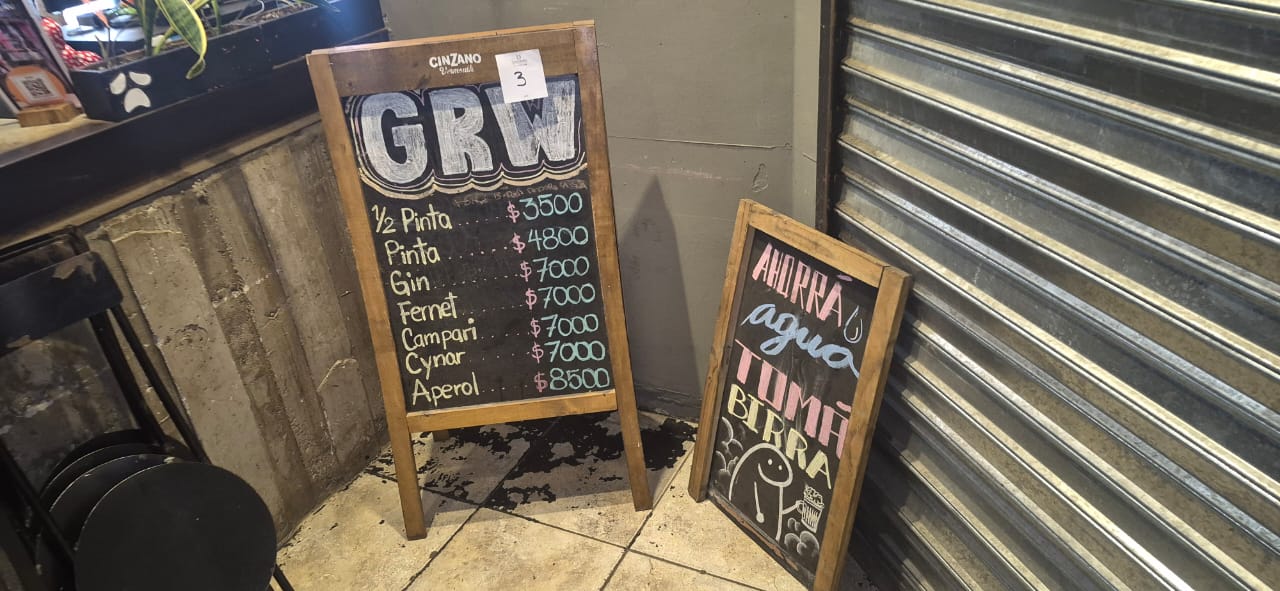 CINZANO
Vermouth
3
GRW
1/2 Pinta ........ $3500
Pinta ........ $4800
Gin ........ $7000
Fernet ........ $7000
Campari ........ $7000
Cynar ........ $7000
Aperol ..... $8500
AHORRÁ
agua
TOMÁ
BIRRA